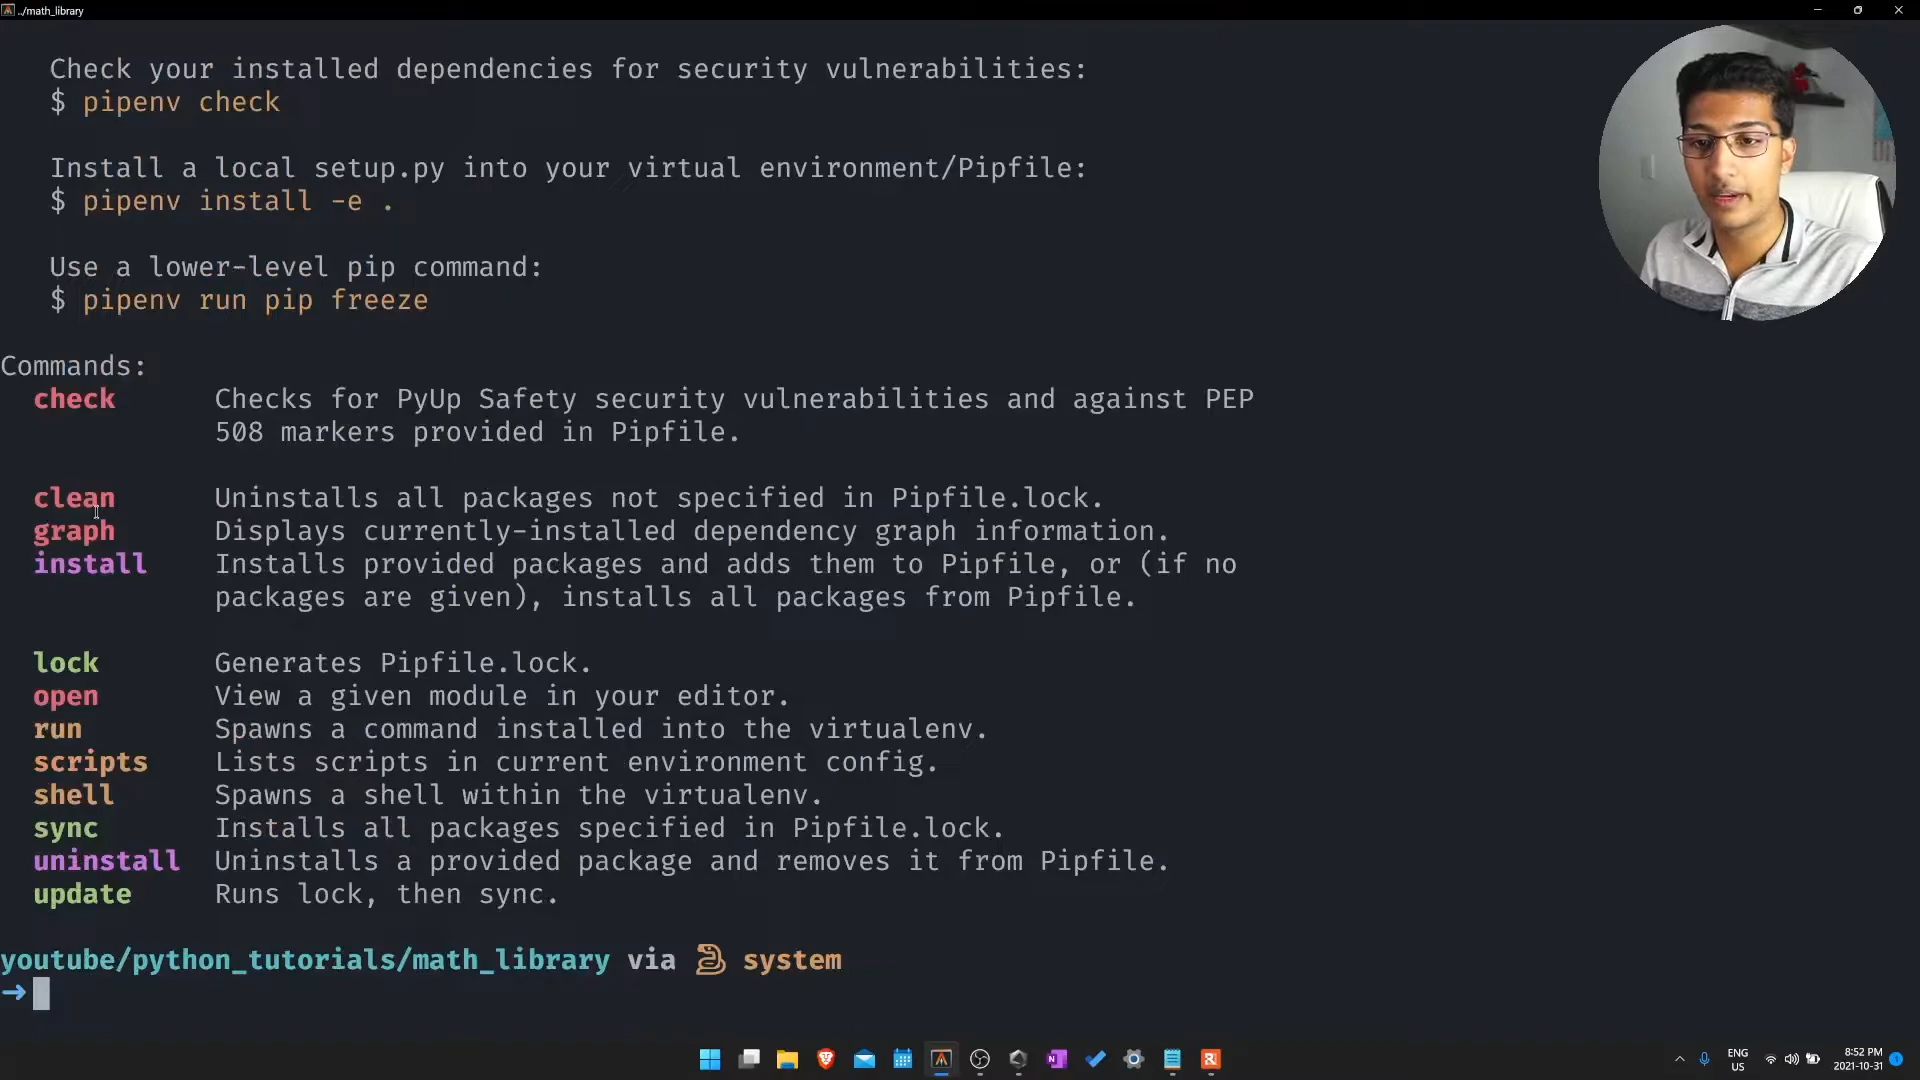 ../math_library
Check your installed dependencies for security vulnerabilities:
$ pipenv check
Install a local setup.py into your virtual environment/Pipfile:
$ pipenv install -e .
Use a lower-level pip command:
$ pipenv run pip freeze
Commands:
check Checks for PyUp Safety security vulnerabilities and against PEP
508 markers provided in Pipfile.
clean Uninstalls all packages not specified in Pipfile.lock.
graph Displays currently-installed dependency graph information.
install Installs provided packages and adds them to Pipfile, or (if no
packages are given), installs all packages from Pipfile.
lock Generates Pipfile.lock.
open View a given module in your editor.
run Spawns a command installed into the virtualenv.
scripts Lists scripts in current environment config.
shell Spawns a shell within the virtualenv.
sync Installs all packages specified in Pipfile.lock.
uninstall Uninstalls a provided package and removes it from Pipfile.
update Runs lock, then sync.
youtube/python_tutorials/math_library via system
➜
ENG 8:52 PM
US 2021-10-31